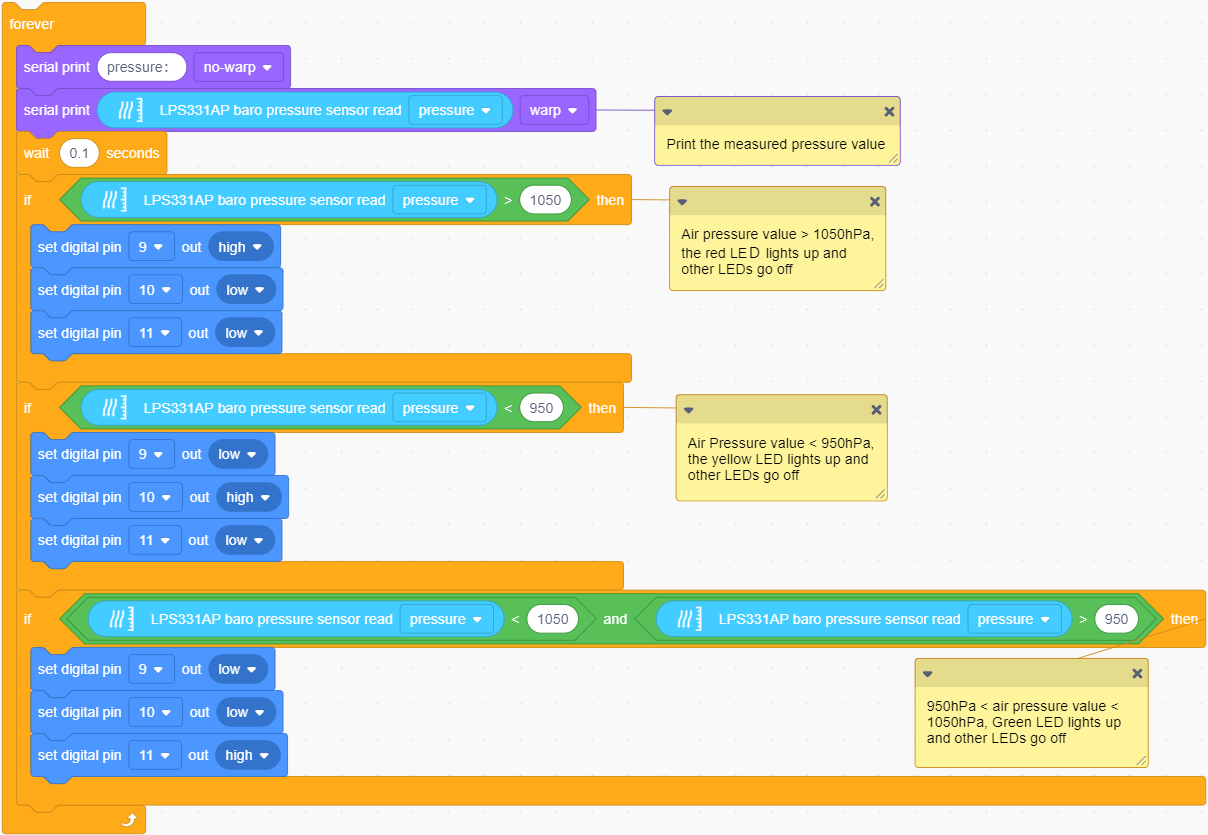 forever
serial print pressure: no-warp
serial print LPS331AP baro pressure sensor read pressure warp
Print the measured pressure value
wait 0.1 seconds
if LPS331AP baro pressure sensor read pressure > 1050 then
Air pressure value > 1050hPa,
the red LED lights up and
other LEDs go off
set digital pin 9 out high
set digital pin 10 out low
set digital pin 11 out low
if LPS331AP baro pressure sensor read pressure < 950 then
Air Pressure value < 950hPa,
the yellow LED lights up and
other LEDs go off
set digital pin 9 out low
set digital pin 10 out high
set digital pin 11 out low
if LPS331AP baro pressure sensor read pressure < 1050 and LPS331AP baro pressure sensor read pressure > 950 then
set digital pin 9 out low
set digital pin 10 out low
set digital pin 11 out high
950hPa < air pressure value <
1050hPa, Green LED lights up
and other LEDs go off